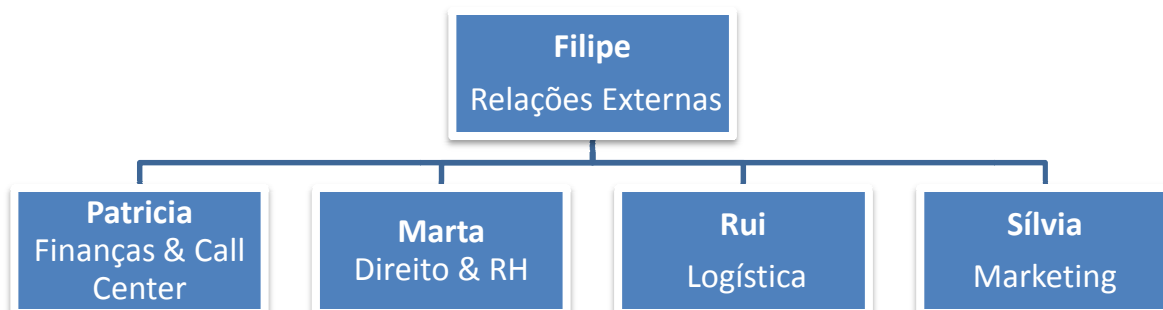 Filipe
Relações Externas
Patricia
Finanças & Call
Center
Marta
Direito & RH
Rui
Logística
Sílvia
Marketing